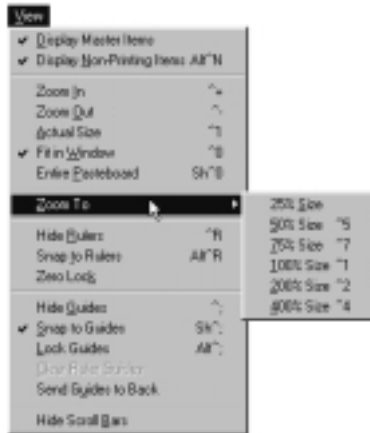 View
✔ Display Master Items
✔ Display Non-Printing Items Alt^N
Zoom In ^+
Zoom Out ^-
Actual Size ^1
✔ Fit in Window ^0
Entire Pasteboard Sh^0
Zoom To
25% Size
50% Size ^5
75% Size ^7
100% Size ^1
200% Size ^2
400% Size ^4
Hide Rulers ^R
Snap to Rulers Alt^R
Zero Lock
Hide Guides ^;
✔ Snap to Guides Sh^;
Lock Guides Alt^;
Clear Ruler Guides
Send Guides to Back
Hide Scroll Bars